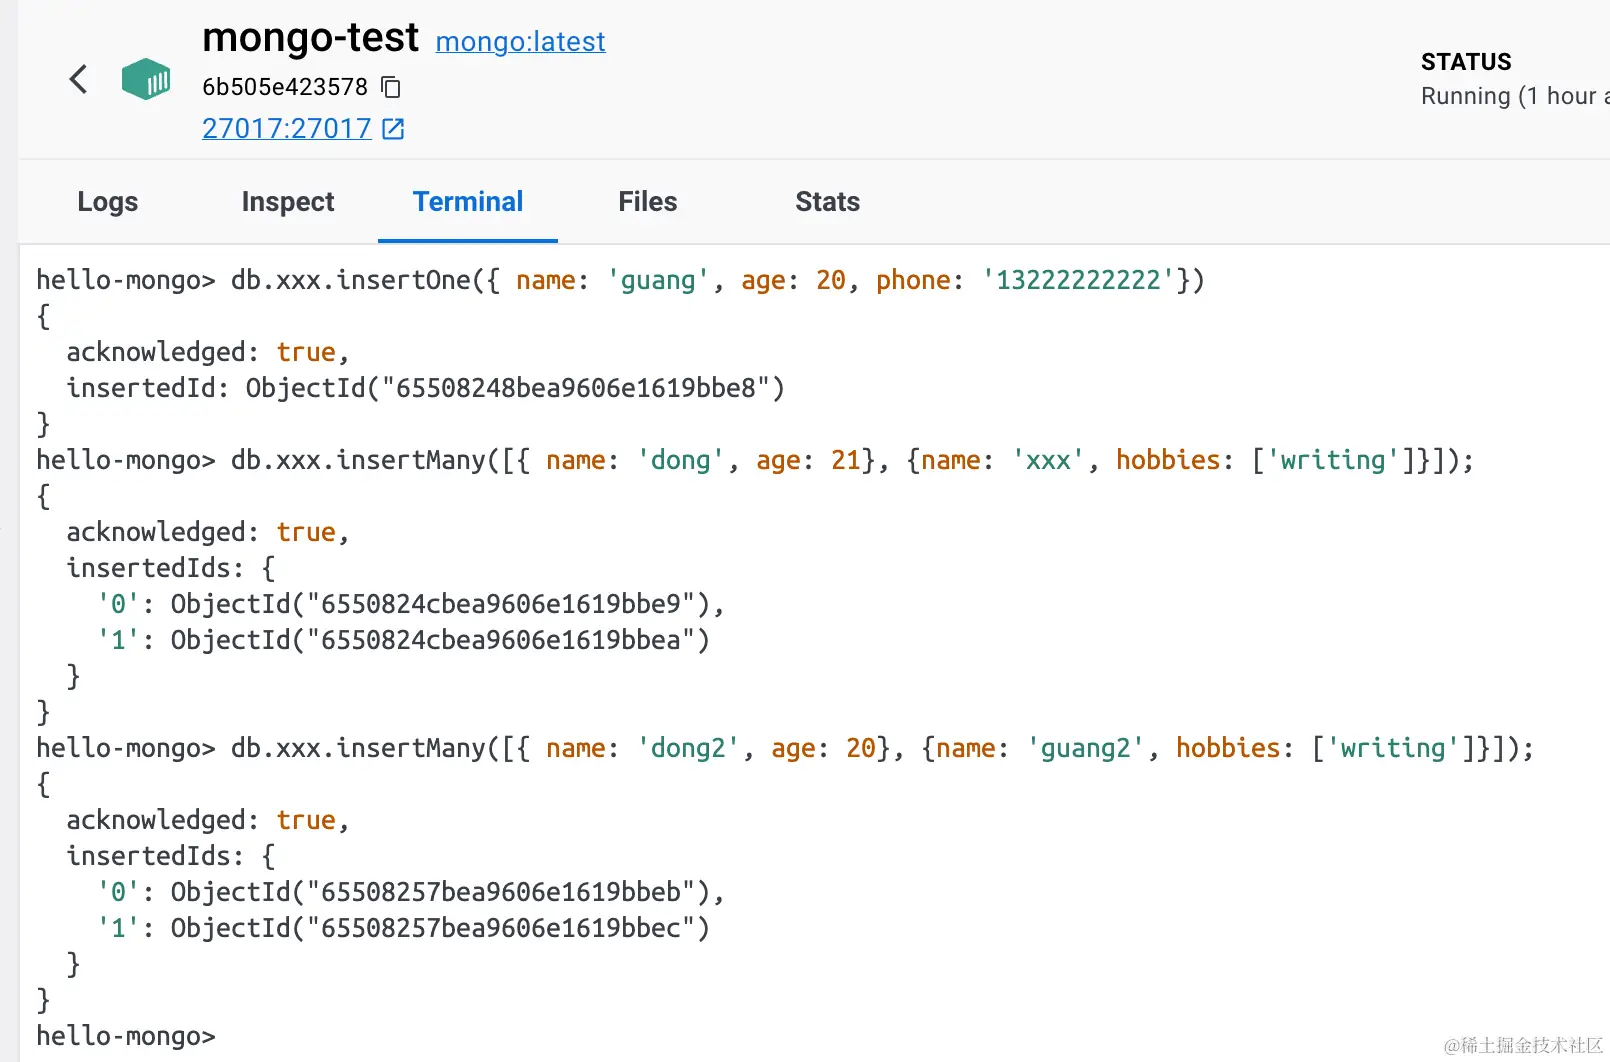 mongo-test mongo:latest
6b505e423578
27017:27017
STATUS
Running (1 hour a
Logs Inspect Terminal Files Stats
hello-mongo> db.xxx.insertOne({ name: 'guang', age: 20, phone: '13222222222'})
{
  acknowledged: true,
  insertedId: ObjectId("65508248bea9606e1619bbe8")
}
hello-mongo> db.xxx.insertMany([{ name: 'dong', age: 21}, {name: 'xxx', hobbies: ['writing']}]);
{
  acknowledged: true,
  insertedIds: {
    '0': ObjectId("6550824cbea9606e1619bbe9"),
    '1': ObjectId("6550824cbea9606e1619bbea")
  }
}
hello-mongo> db.xxx.insertMany([{ name: 'dong2', age: 20}, {name: 'guang2', hobbies: ['writing']}]);
{
  acknowledged: true,
  insertedIds: {
    '0': ObjectId("65508257bea9606e1619bbeb"),
    '1': ObjectId("65508257bea9606e1619bbec")
  }
}
hello-mongo>
@稀土掘金技术社区